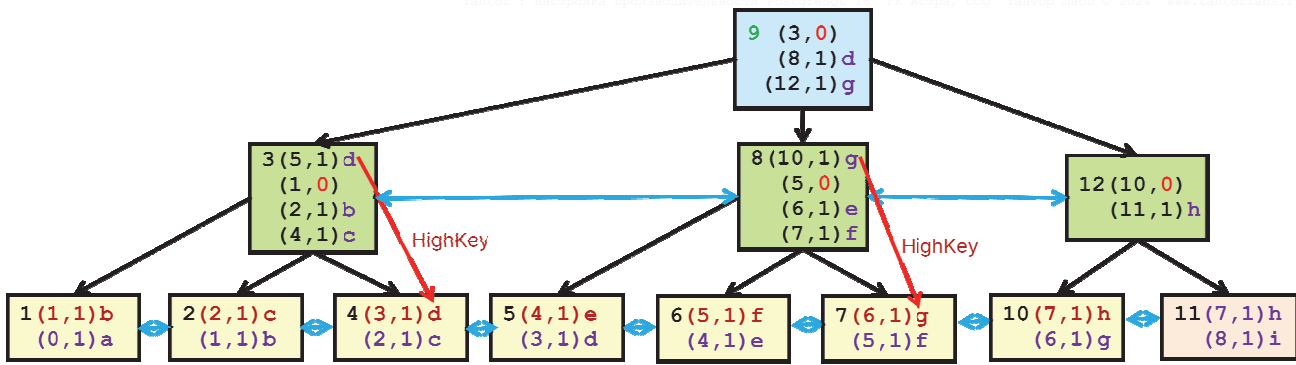 9 (3,0)
(8,1)d
(12,1)g
3(5,1)d
(1,0)
(2,1)b
(4,1)c
HighKey
8(10,1)g
(5,0)
(6,1)e
(7,1)f
HighKey
12(10,0)
(11,1)h
1(1,1)b
(0,1)a
2(2,1)c
(1,1)b
4(3,1)d
(2,1)c
5(4,1)e
(3,1)d
6(5,1)f
(4,1)e
7(6,1)g
(5,1)f
10(7,1)h
(6,1)g
11(7,1)h
(8,1)i